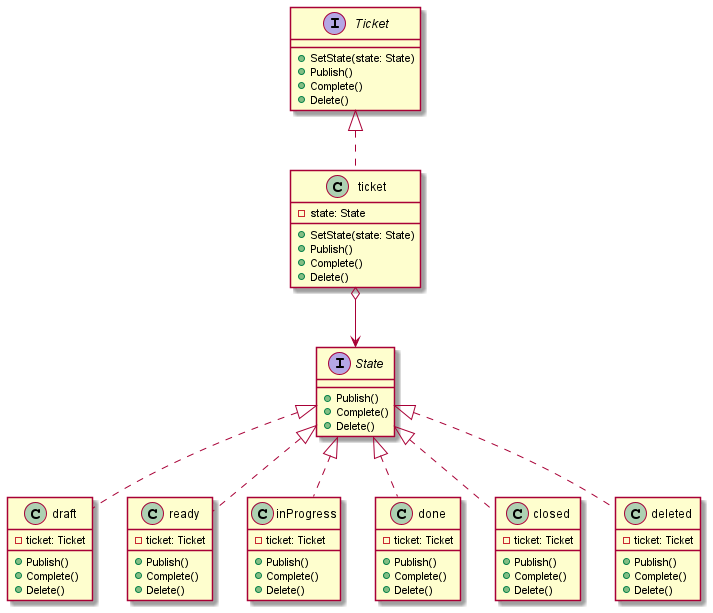 I Ticket
SetState(state: State)
Publish()
Complete()
Delete()
C ticket
state: State
SetState(state: State)
Publish()
Complete()
Delete()
I State
Publish()
Complete()
Delete()
C draft
ticket: Ticket
Publish()
Complete()
Delete()
C ready
ticket: Ticket
Publish()
Complete()
Delete()
C inProgress
ticket: Ticket
Publish()
Complete()
Delete()
C done
ticket: Ticket
Publish()
Complete()
Delete()
C closed
ticket: Ticket
Publish()
Complete()
Delete()
C deleted
ticket: Ticket
Publish()
Complete()
Delete()